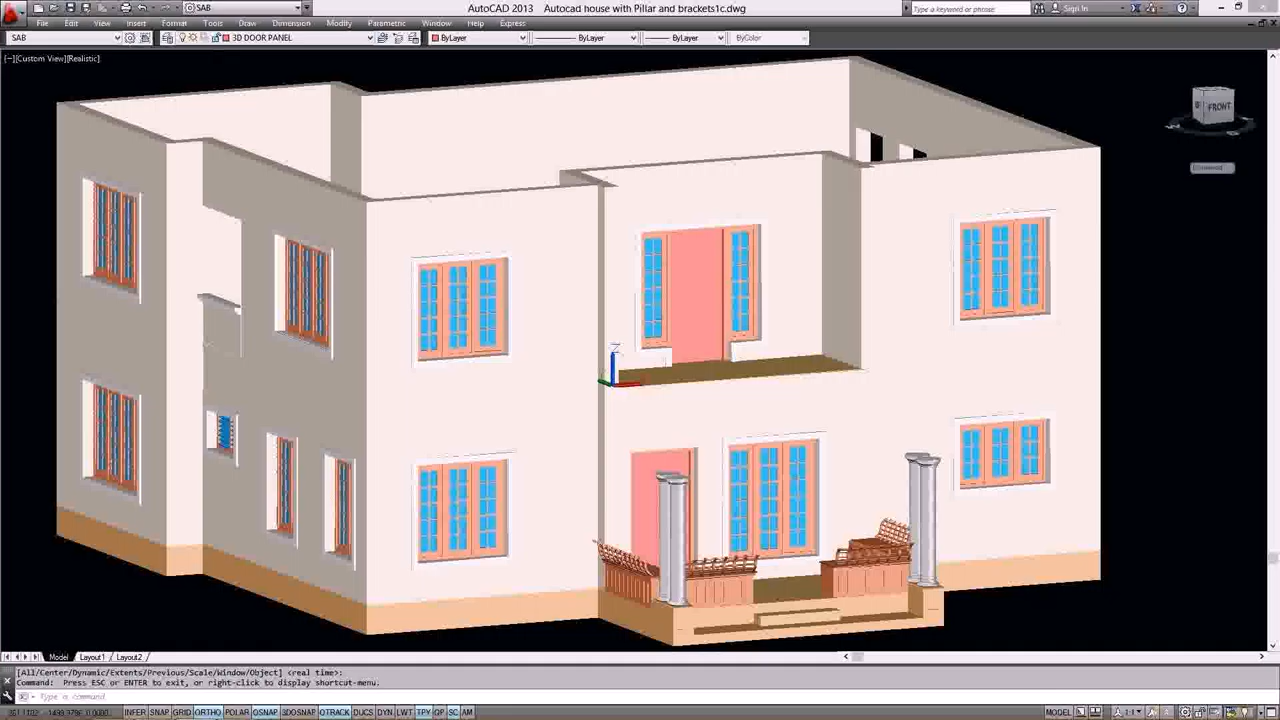 SAB
AutoCAD 2013 Autocad house with Pillar and brackets1c.dwg
Type a keyword or phrase
Sign In
File Edit View Insert Format Tools Draw Dimension Modify Parametric Window Help Express
SAB
3D DOOR PANEL
ByLayer
ByLayer
ByLayer
ByColor
[−][Custom View][Realistic]
FRONT
Z
Model Layout1 Layout2
[All/Center/Dynamic/Extents/Previous/Scale/Window/Object] <real time>:
Command: Press ESC or ENTER to exit, or right-click to display shortcut-menu.
Type a command
INFER SNAP GRID ORTHO POLAR OSNAP 3DOSNAP OTRACK DUCS DYN LWT TPY QP SC AM
MODEL
1:1